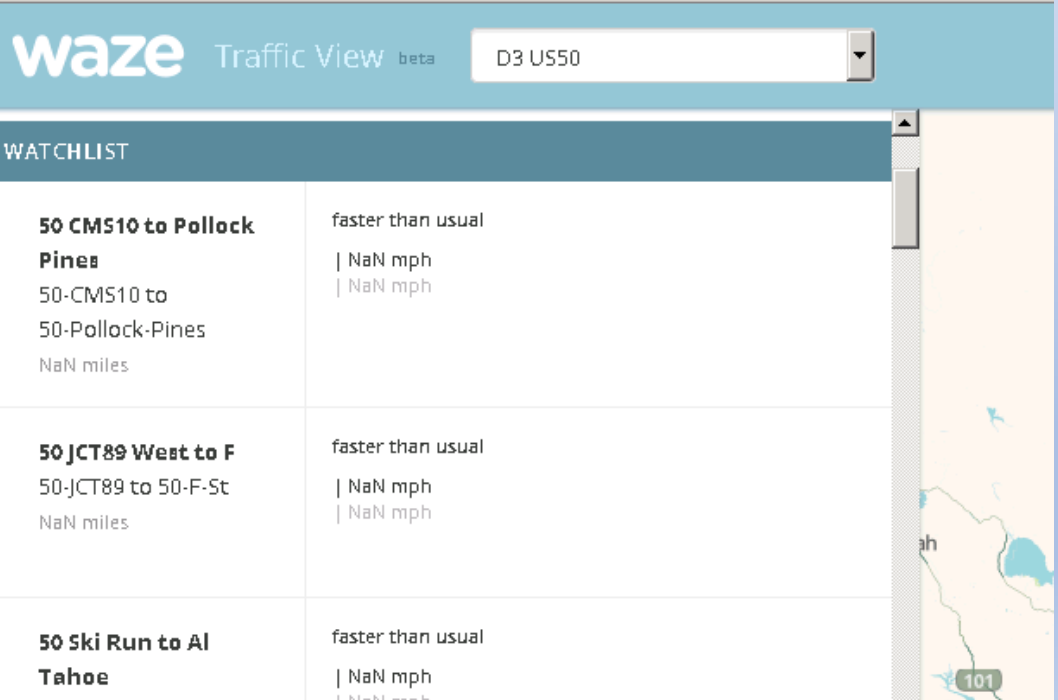 waze Traffic View beta D3 US50
WATCHLIST
50 CMS10 to Pollock
Pines
50-CMS10 to
50-Pollock-Pines
NaN miles
faster than usual
| NaN mph
| NaN mph
50 JCT89 West to F
50-JCT89 to 50-F-St
NaN miles
faster than usual
| NaN mph
| NaN mph
50 Ski Run to Al
Tahoe
faster than usual
| NaN mph
| NaN mph
ah
101